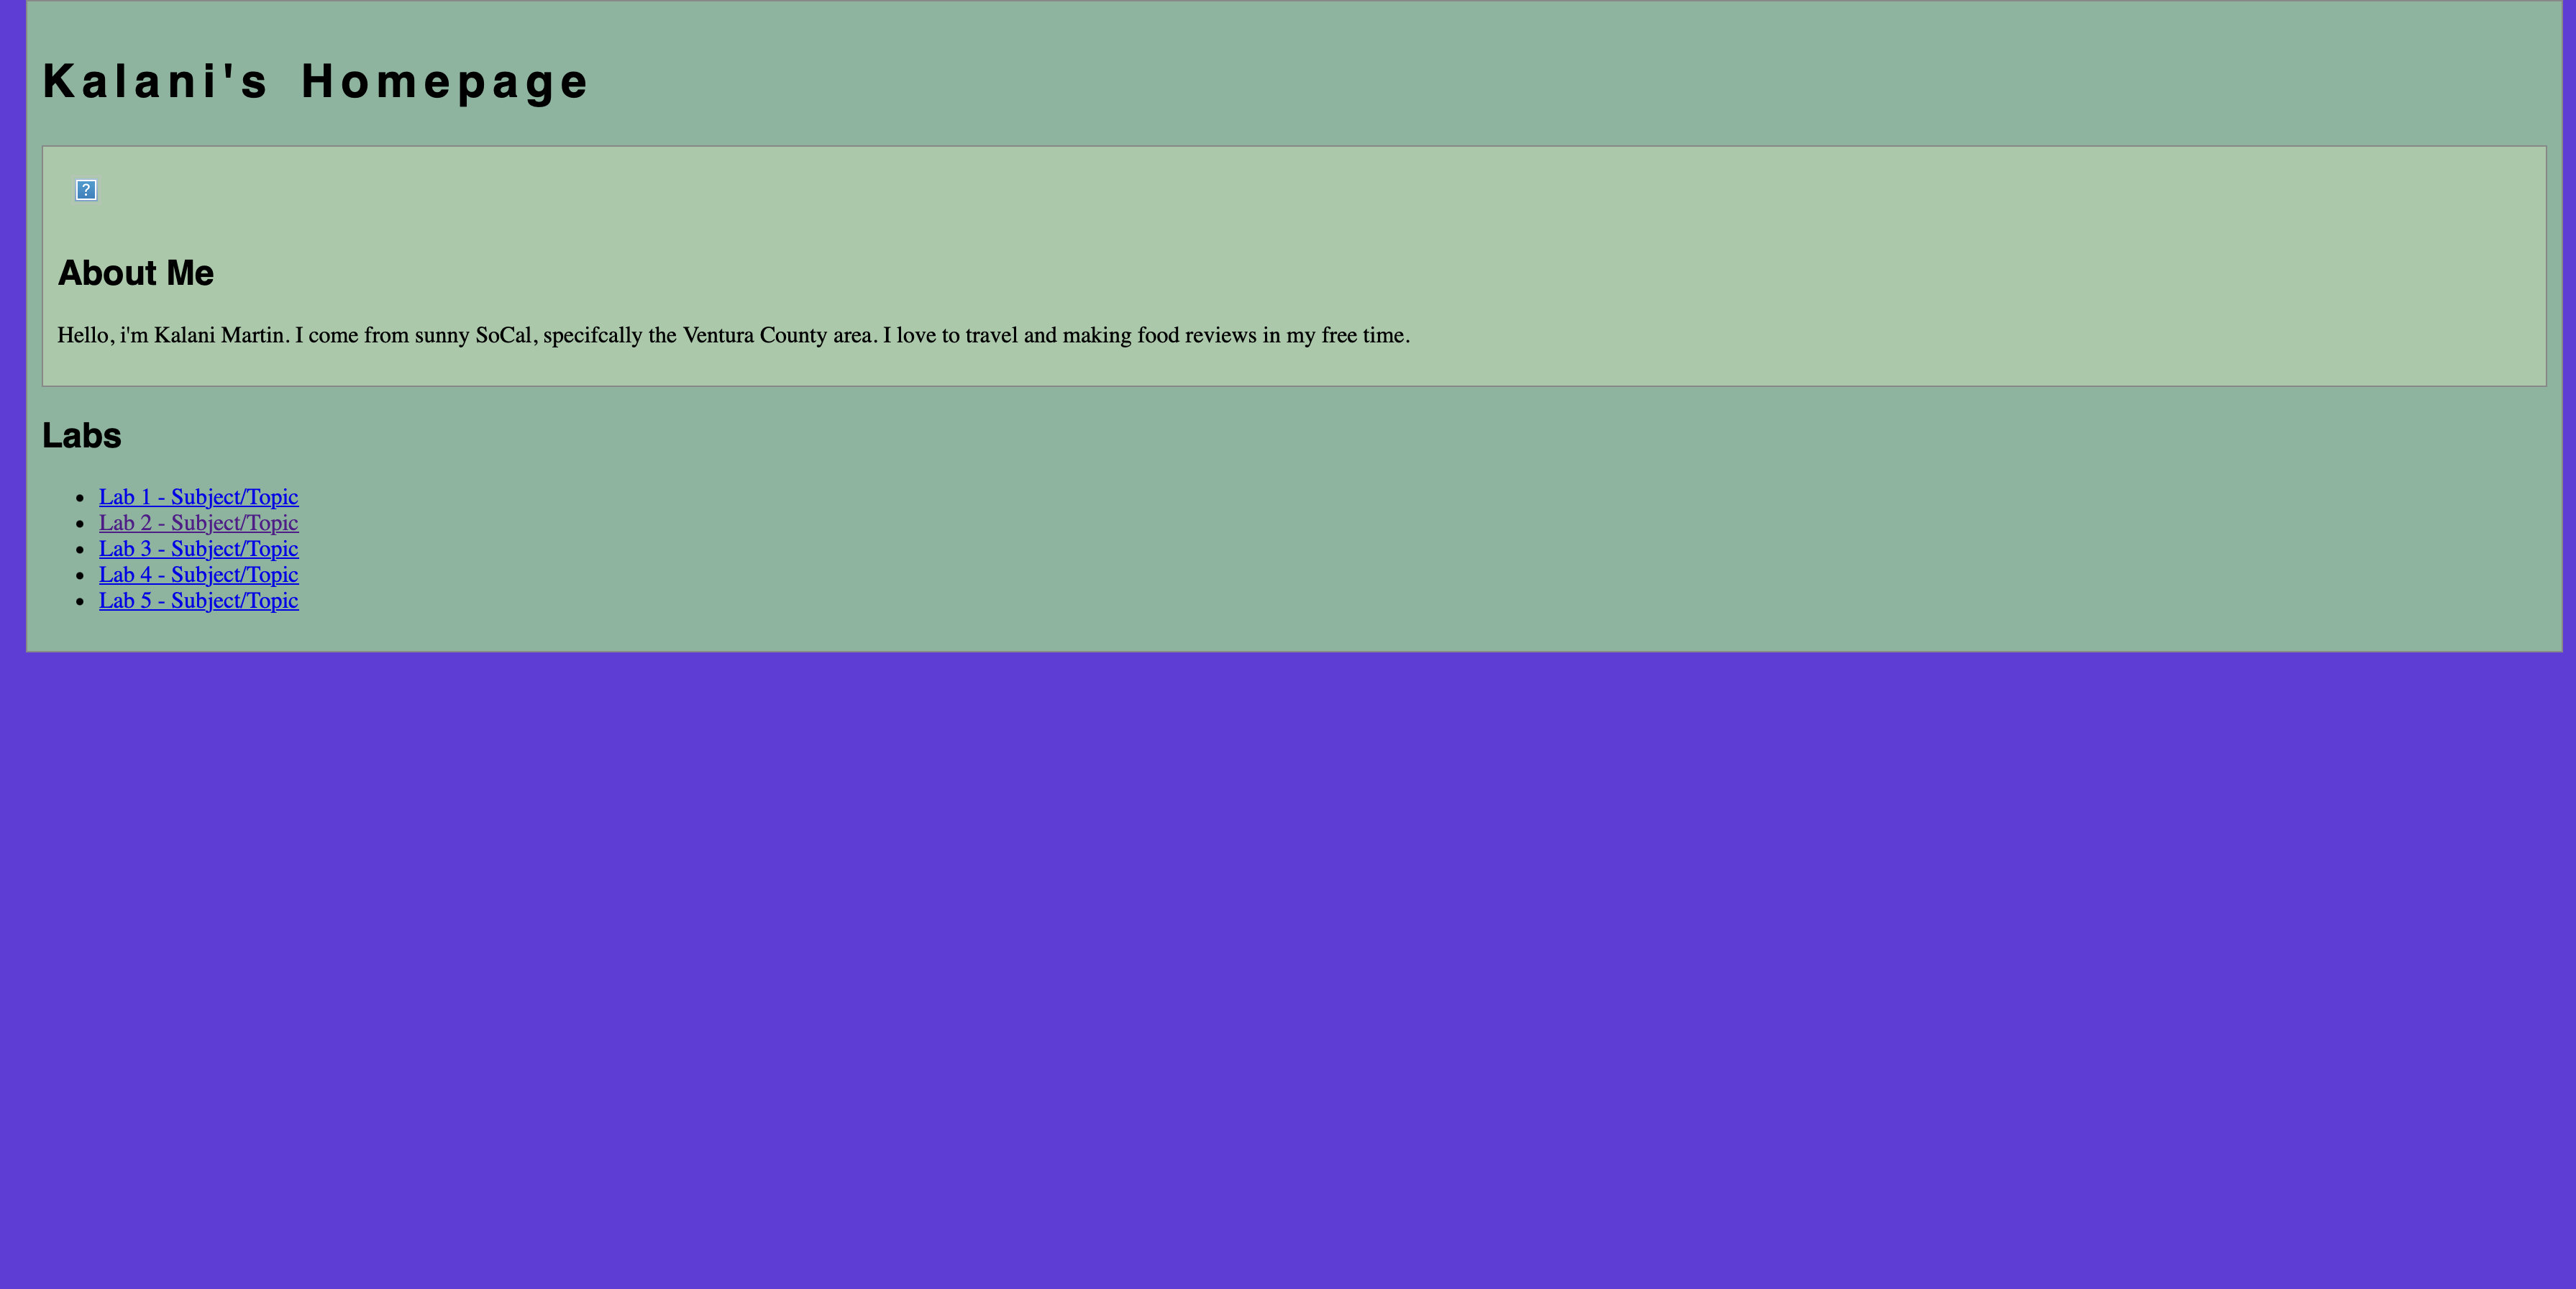 Kalani's Homepage
?
About Me
Hello, i'm Kalani Martin. I come from sunny SoCal, specifcally the Ventura County area. I love to travel and making food reviews in my free time.
Labs
Lab 1 - Subject/Topic
Lab 2 - Subject/Topic
Lab 3 - Subject/Topic
Lab 4 - Subject/Topic
Lab 5 - Subject/Topic